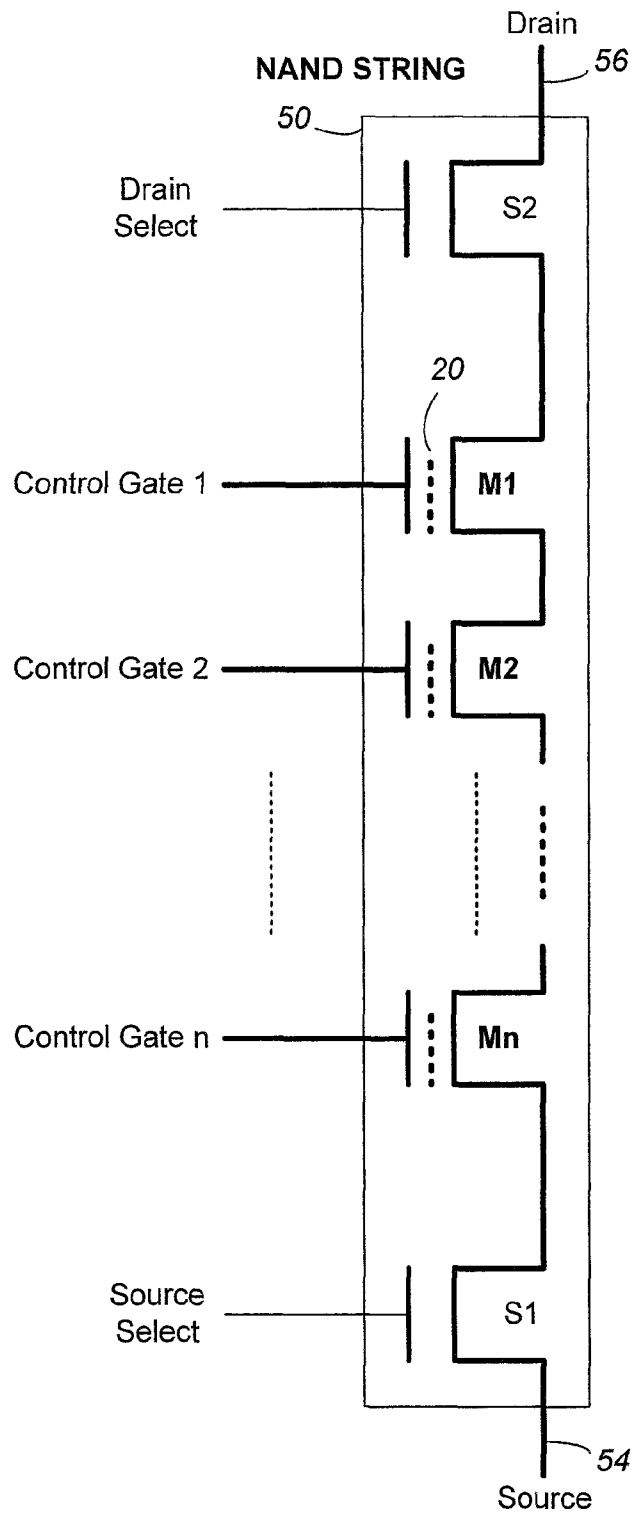 Drain
56
NAND STRING
50
Drain
Select
S2
20
Control Gate 1
M1
Control Gate 2
M2
Control Gate n
Mn
Source
Select
S1
54
Source